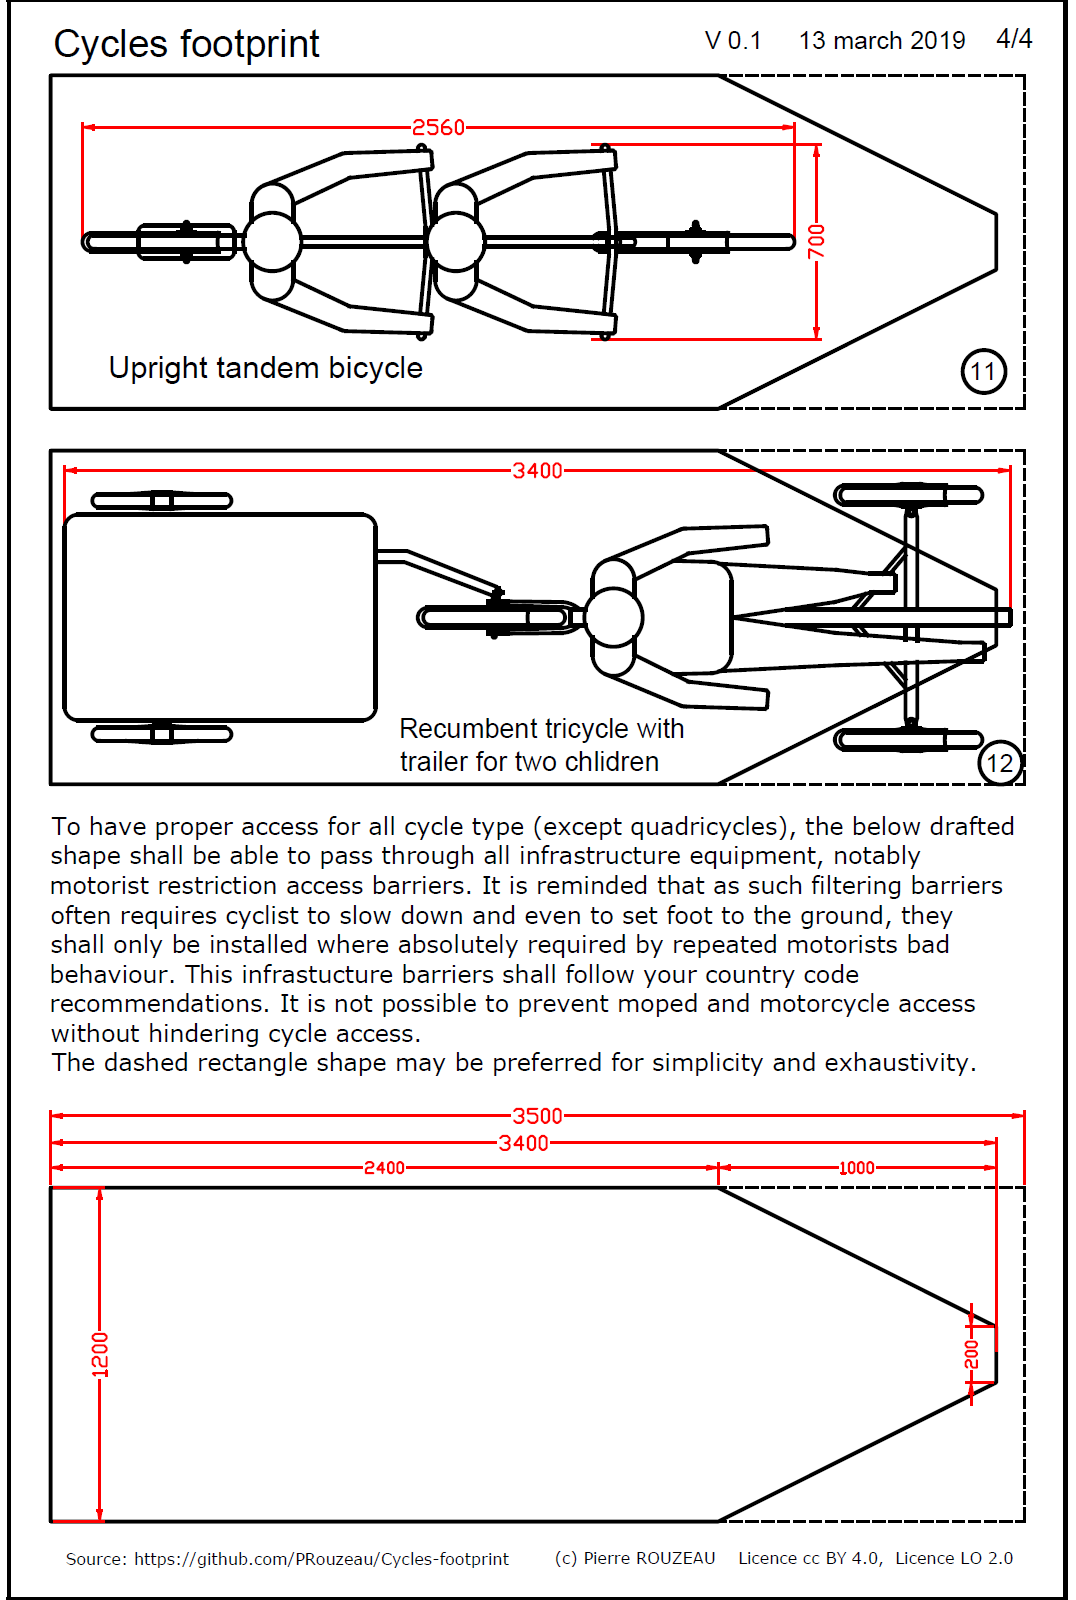 Cycles footprint V 0.1 13 march 2019 4/4
2560
700
Upright tandem bicycle
11
3400
Recumbent tricycle with
trailer for two chlidren
12
To have proper access for all cycle type (except quadricycles), the below drafted
shape shall be able to pass through all infrastructure equipment, notably
motorist restriction access barriers. It is reminded that as such filtering barriers
often requires cyclist to slow down and even to set foot to the ground, they
shall only be installed where absolutely required by repeated motorists bad
behaviour. This infrastucture barriers shall follow your country code
recommendations. It is not possible to prevent moped and motorcycle access
without hindering cycle access.
The dashed rectangle shape may be preferred for simplicity and exhaustivity.
3500
3400
2400 1000
1200
200
Source: https://github.com/PRouzeau/Cycles-footprint (c) Pierre ROUZEAU Licence cc BY 4.0, Licence LO 2.0